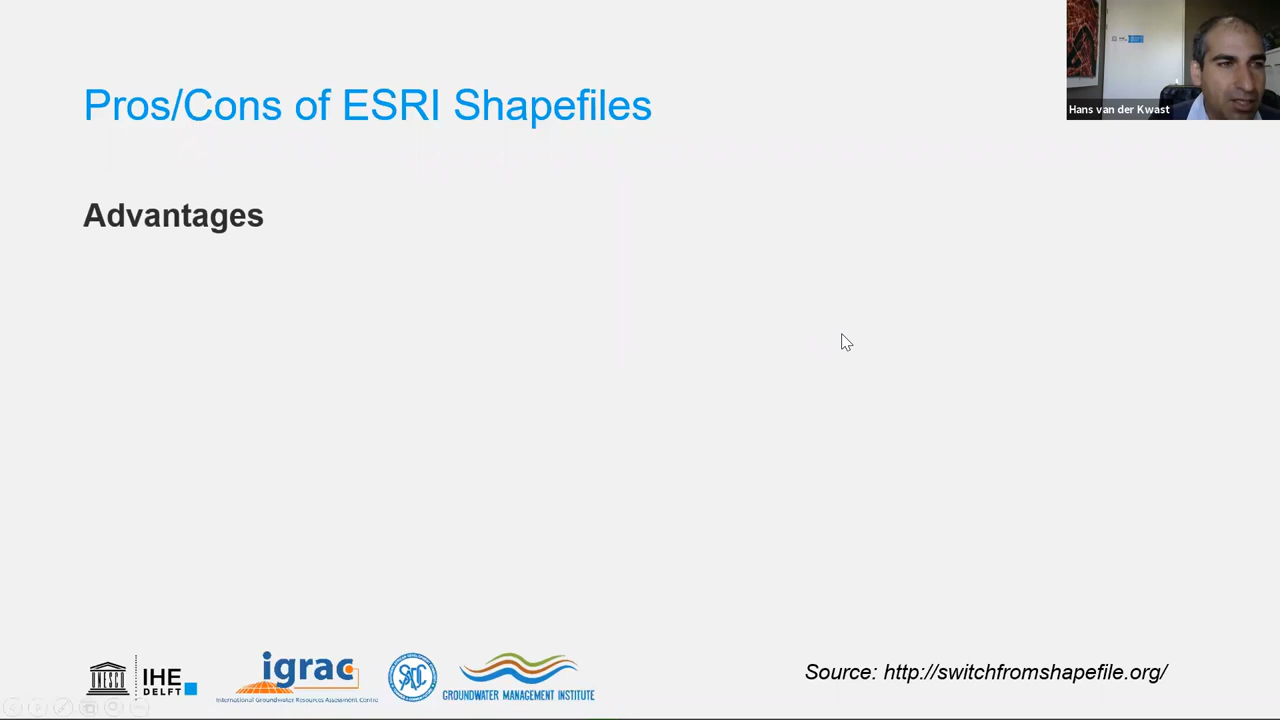 Pros/Cons of ESRI Shapefiles
Hans van der Kwast
Advantages
IHE
DELFT
igrac
International Groundwater Resources Assessment Centre
GROUNDWATER MANAGEMENT INSTITUTE
Source: http://switchfromshapefile.org/